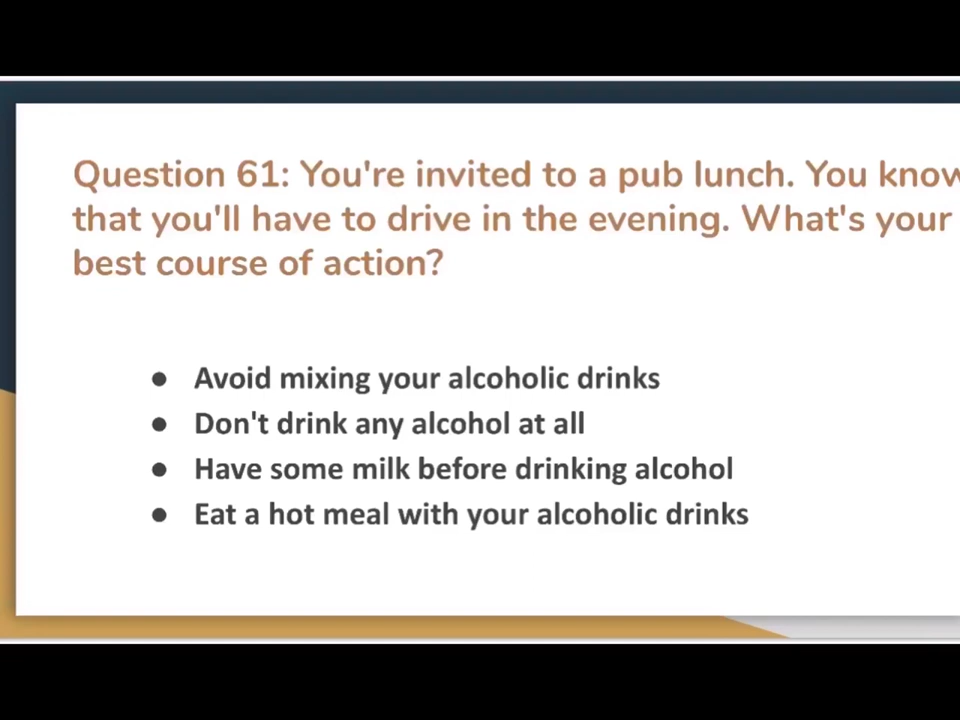 Question 61: You're invited to a pub lunch. You know
that you'll have to drive in the evening. What's your
best course of action?
● Avoid mixing your alcoholic drinks
● Don't drink any alcohol at all
● Have some milk before drinking alcohol
● Eat a hot meal with your alcoholic drinks